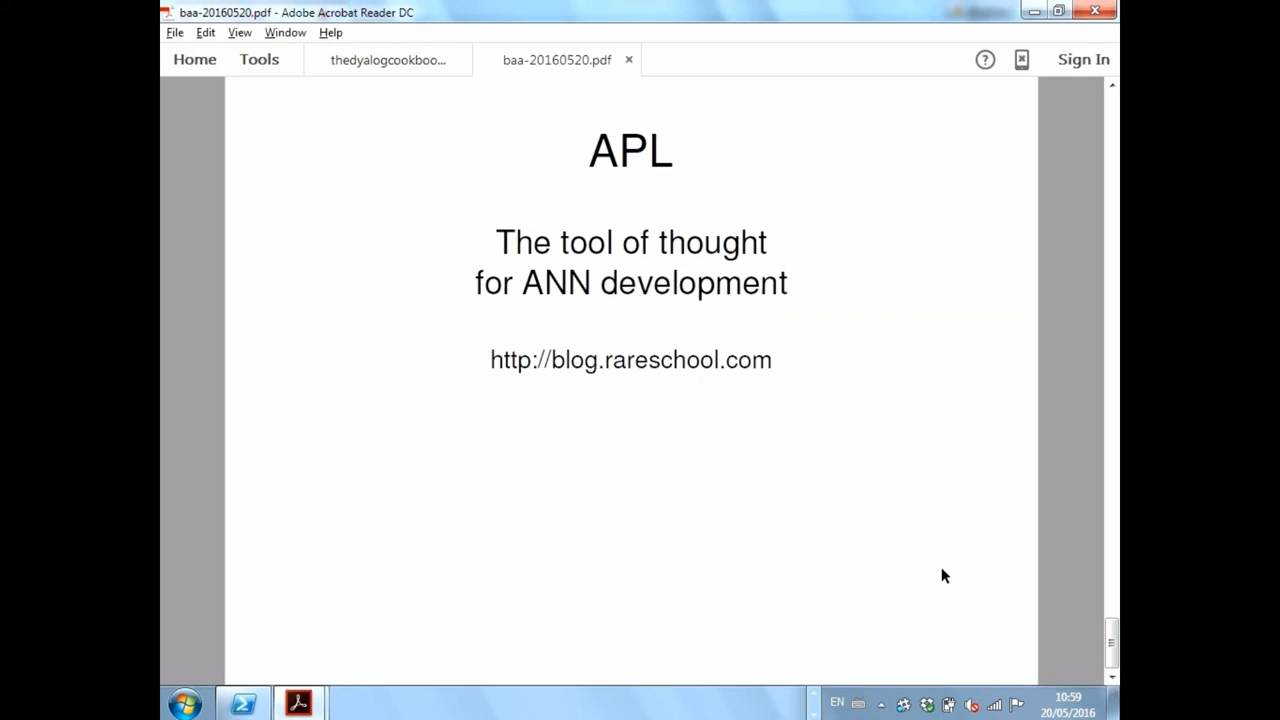 baa-20160520.pdf - Adobe Acrobat Reader DC
File Edit View Window Help
Home Tools thedyalogcookboo... baa-20160520.pdf × Sign In
APL
The tool of thought
for ANN development
http://blog.rareschool.com
EN 10:59
20/05/2016